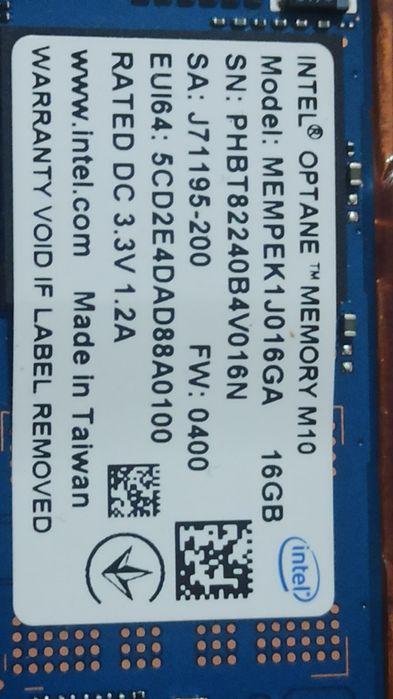 INTEL® OPTANE™ MEMORY M10
Model: MEMPEK1J016GA 16GB
SN: PHBT82240B4V016N
SA: J71195-200 FW: 0400
EUI64: 5CD2E4DAD88A0100
RATED DC 3.3V 1.2A
www.intel.com Made in Taiwan
WARRANTY VOID IF LABEL REMOVED
intel®